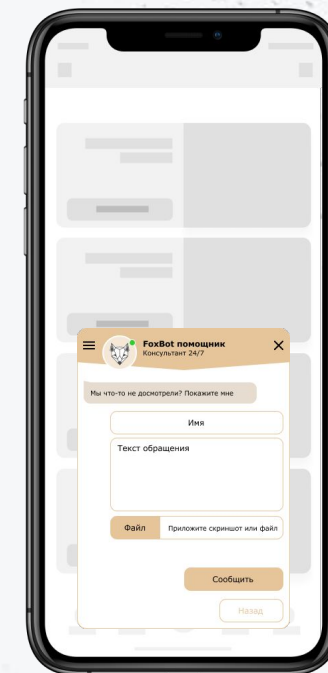 FoxBot помощник
Консультант 24/7
Мы что-то не досмотрели? Покажите мне
Имя
Текст обращения
Файл Приложите скриншот или файл
Сообщить
Назад